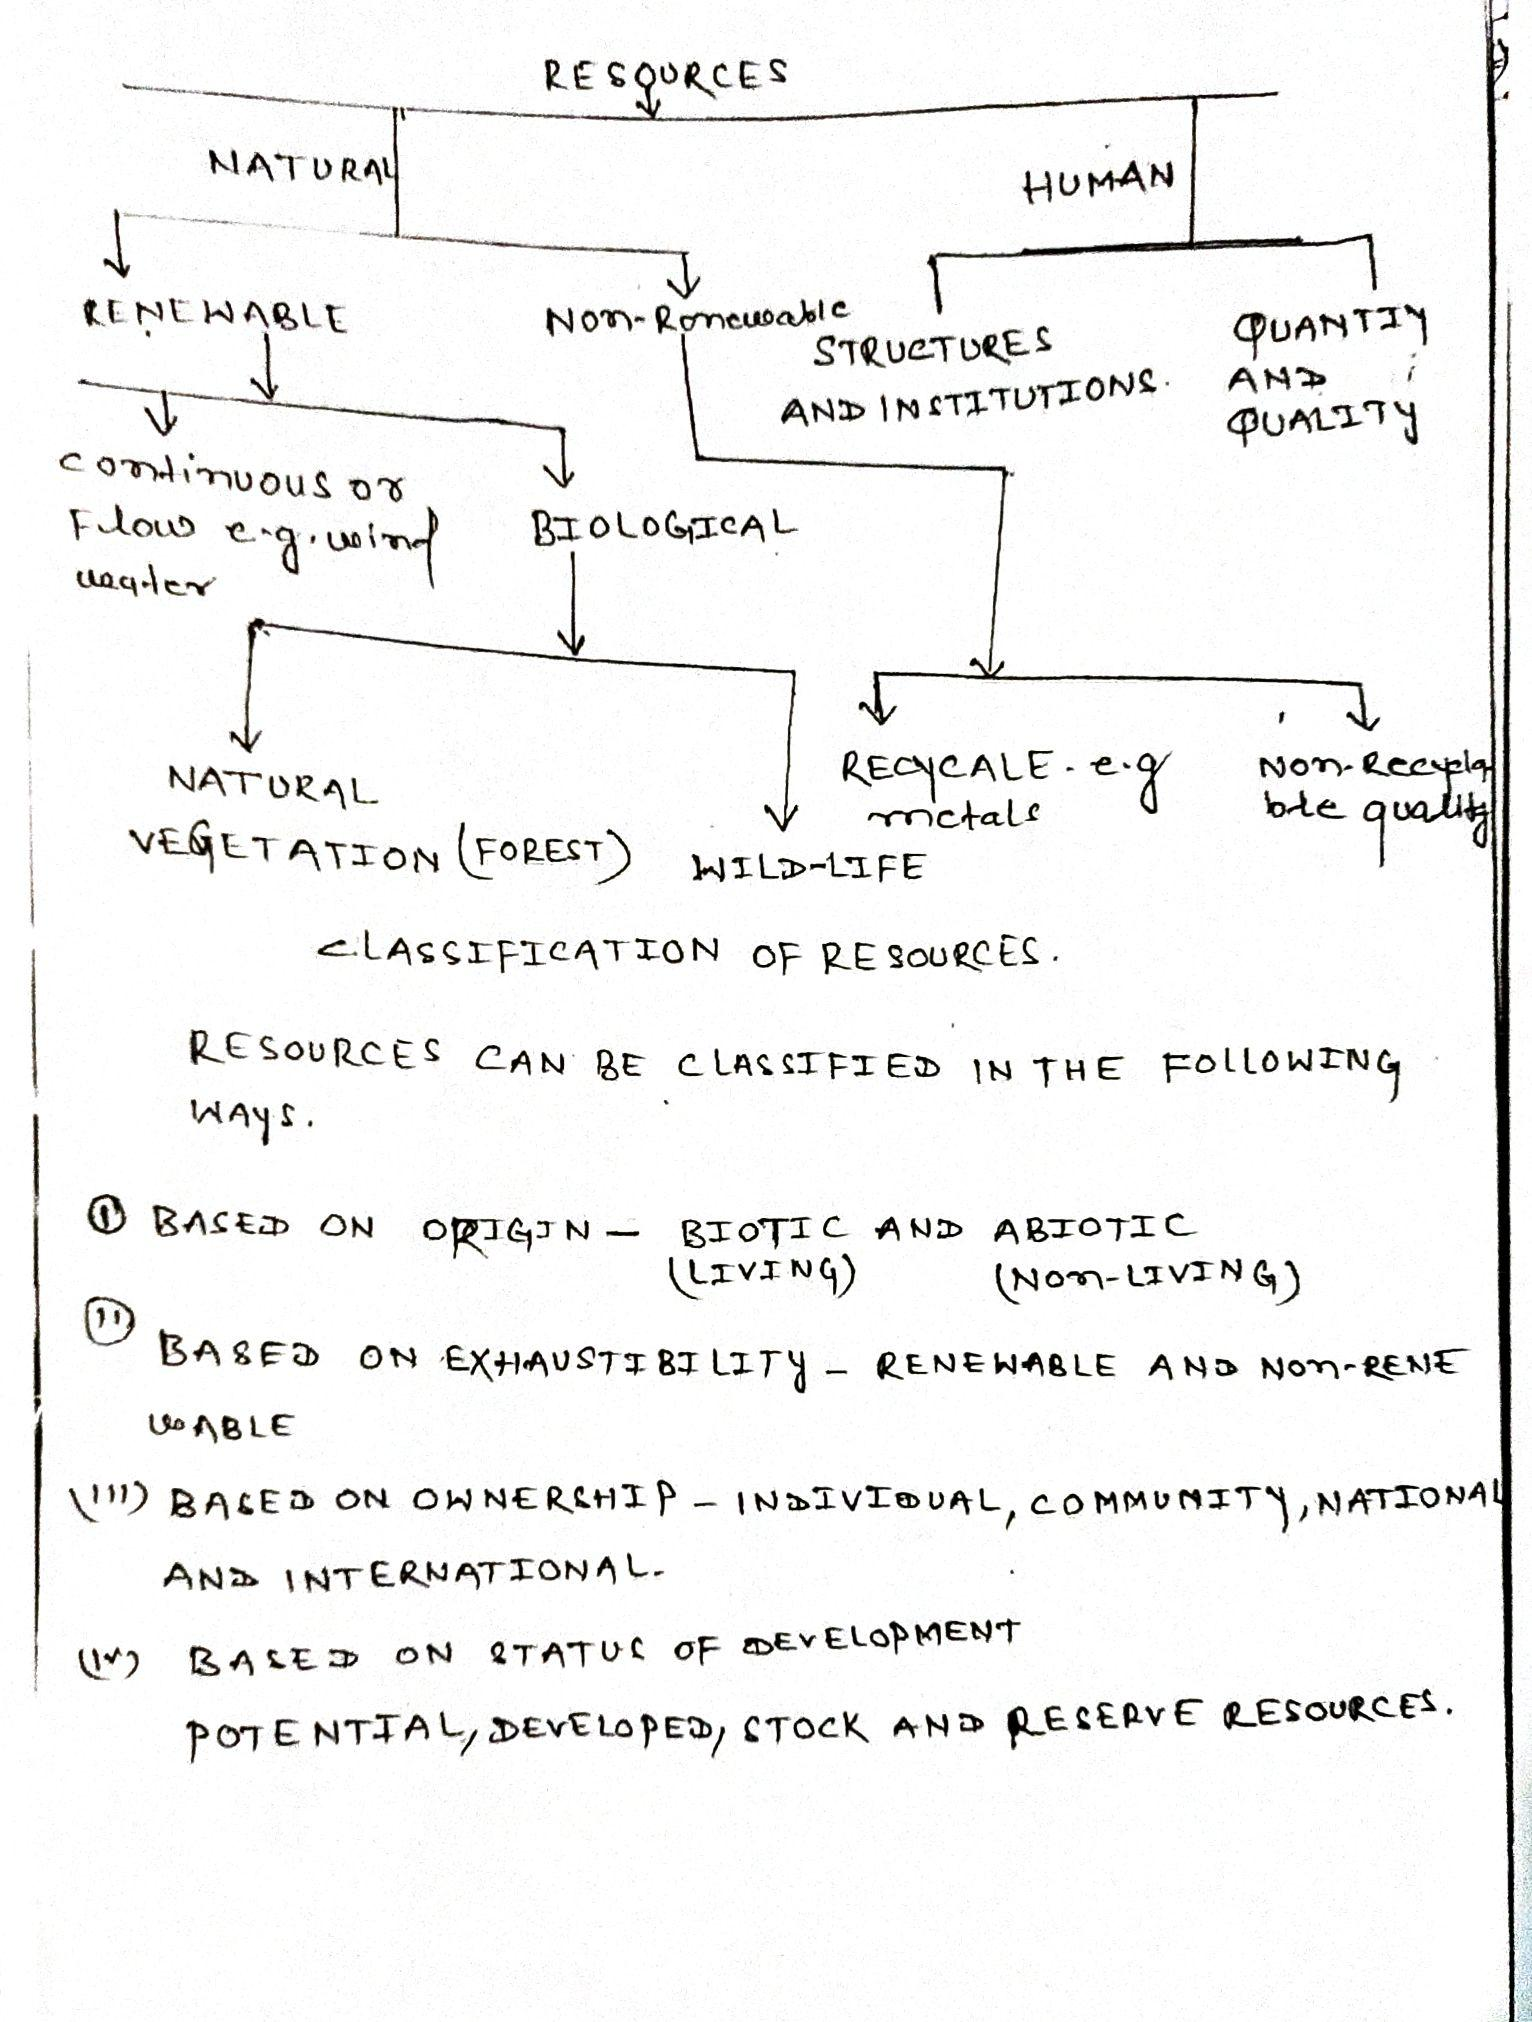 RESOURCES
NATURAL
HUMAN
RENEWABLE
Non-Renewable
STRUCTURES
AND INSTITUTIONS.
QUANTIY
AND
QUALITY
continuous or
Flow e.g. wind
water
BIOLOGICAL
NATURAL
VEGETATION (FOREST)
WILD-LIFE
RECYCALE - e.g
metals
Non-Recycla
ble quality
CLASSIFICATION OF RESOURCES.
RESOURCES CAN BE CLASSIFIED IN THE FOLLOWING
WAYS.
(I) BASED ON ORIGIN - BIOTIC AND ABIOTIC
(LIVING) (Non-LIVING)
(II) BASED ON EXHAUSTIBILITY - RENEWABLE AND NON-RENE
WABLE
(III) BASED ON OWNERSHIP - INDIVIDUAL, COMMUNITY, NATIONAL
AND INTERNATIONAL.
(IV) BASED ON STATUS OF DEVELOPMENT
POTENTIAL, DEVELOPED, STOCK AND RESERVE RESOURCES.